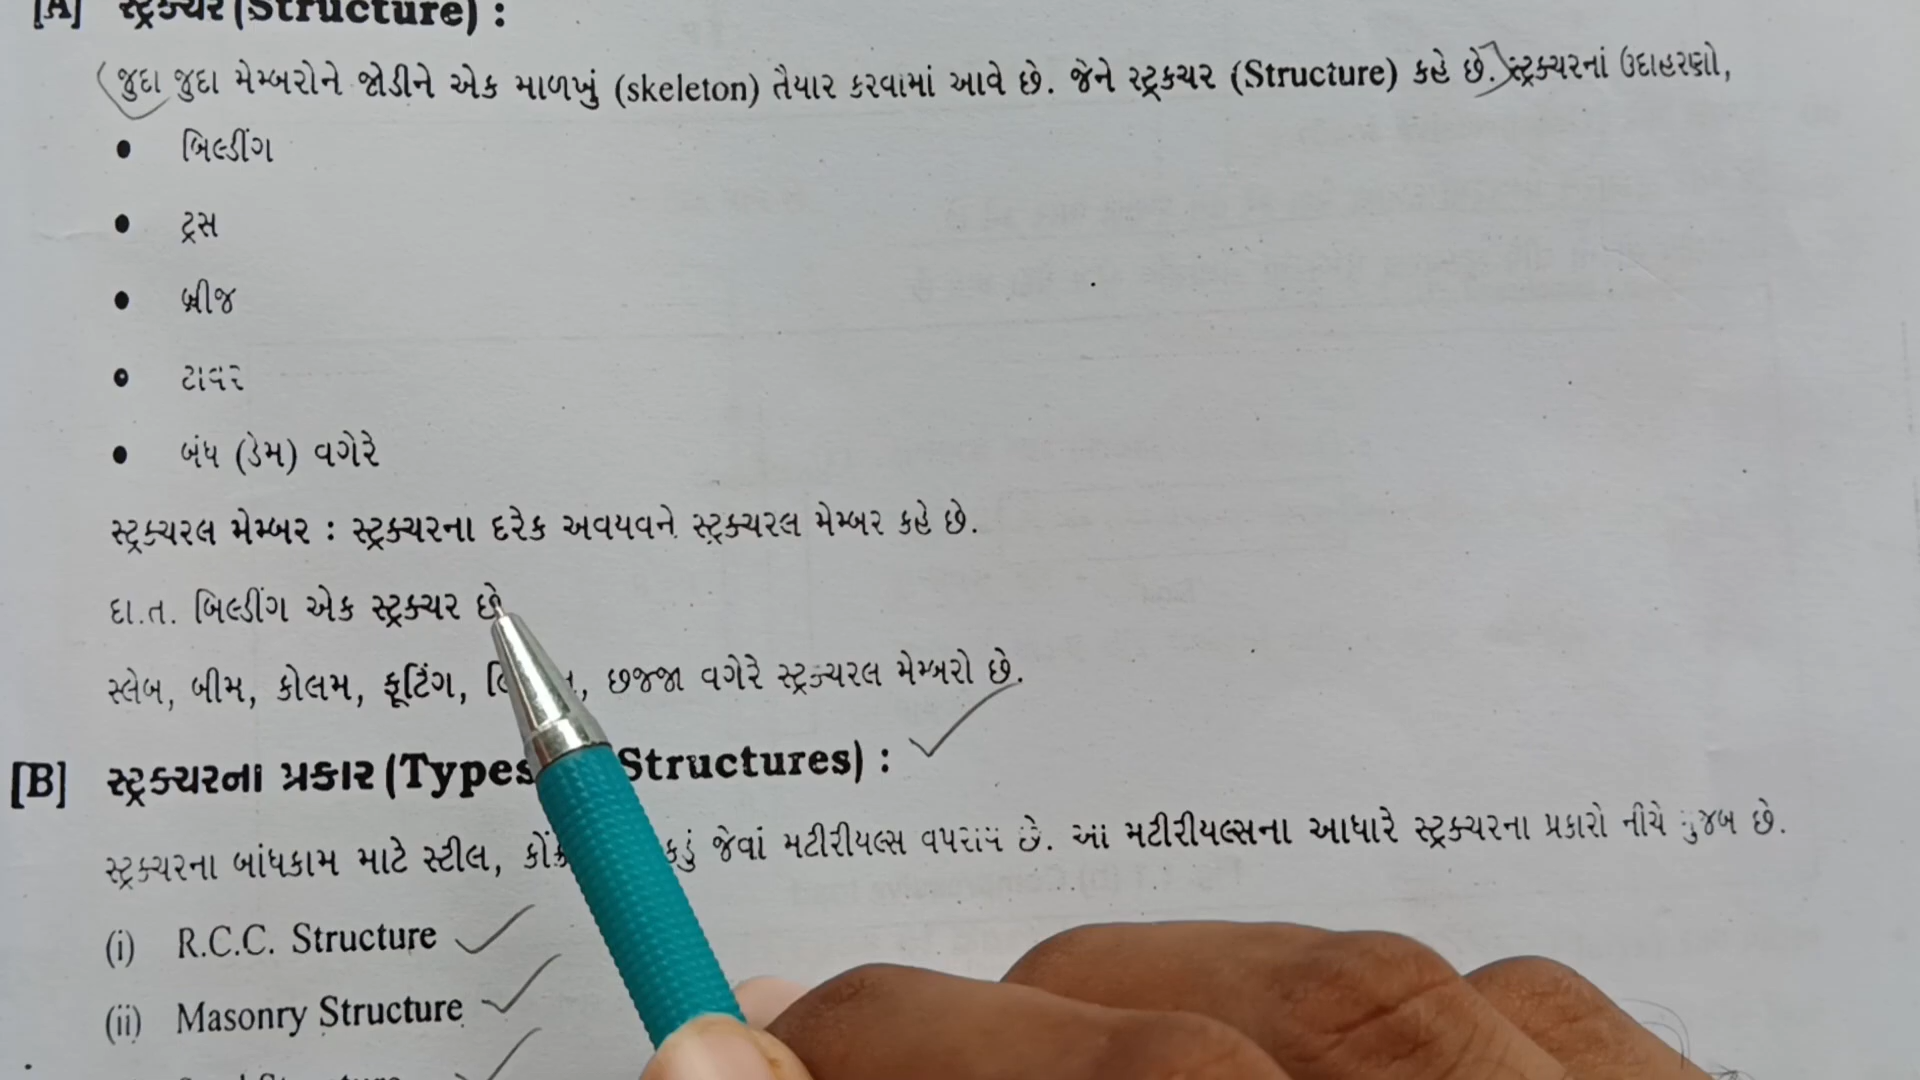 [A] સ્ટ્રક્ચર (Structure) :
જુદા જુદા મેમ્બરોને જોડીને એક માળખું (skeleton) તૈયાર કરવામાં આવે છે. જેને સ્ટ્રકચર (Structure) કહે છે. સ્ટ્રક્ચરનાં ઉદાહરણો,
• બિલ્ડીંગ
• ટ્રસ
• બ્રીજ
• ટાવર
• બંધ (ડેમ) વગેરે
સ્ટ્રક્ચરલ મેમ્બર : સ્ટ્રક્ચરના દરેક અવયવને સ્ટ્રક્ચરલ મેમ્બર કહે છે.
દા.ત. બિલ્ડીંગ એક સ્ટ્રક્ચર છે
સ્લેબ, બીમ, કોલમ, ફૂટિંગ, છજ્જા વગેરે સ્ટ્રક્ચરલ મેમ્બરો છે.
[B] સ્ટ્રક્ચરના પ્રકાર (Types Structures) :
સ્ટ્રક્ચરના બાંધકામ માટે સ્ટીલ, જેવાં મટીરીયલ્સ વપરાય છે. આ મટીરીયલ્સના આધારે સ્ટ્રક્ચરના પ્રકારો નીચે મુજબ છે.
(i) R.C.C. Structure
(ii) Masonry Structure